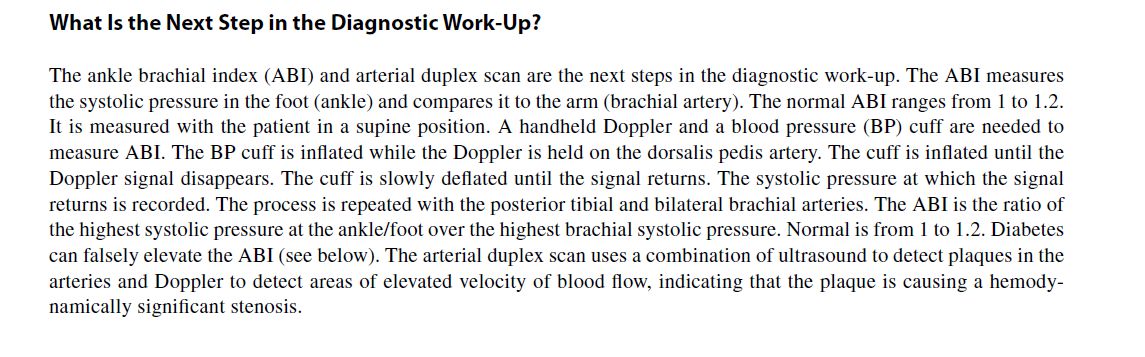 What Is the Next Step in the Diagnostic Work-Up?
The ankle brachial index (ABI) and arterial duplex scan are the next steps in the diagnostic work-up. The ABI measures
the systolic pressure in the foot (ankle) and compares it to the arm (brachial artery). The normal ABI ranges from 1 to 1.2.
It is measured with the patient in a supine position. A handheld Doppler and a blood pressure (BP) cuff are needed to
measure ABI. The BP cuff is inflated while the Doppler is held on the dorsalis pedis artery. The cuff is inflated until the
Doppler signal disappears. The cuff is slowly deflated until the signal returns. The systolic pressure at which the signal
returns is recorded. The process is repeated with the posterior tibial and bilateral brachial arteries. The ABI is the ratio of
the highest systolic pressure at the ankle/foot over the highest brachial systolic pressure. Normal is from 1 to 1.2. Diabetes
can falsely elevate the ABI (see below). The arterial duplex scan uses a combination of ultrasound to detect plaques in the
arteries and Doppler to detect areas of elevated velocity of blood flow, indicating that the plaque is causing a hemody-
namically significant stenosis.